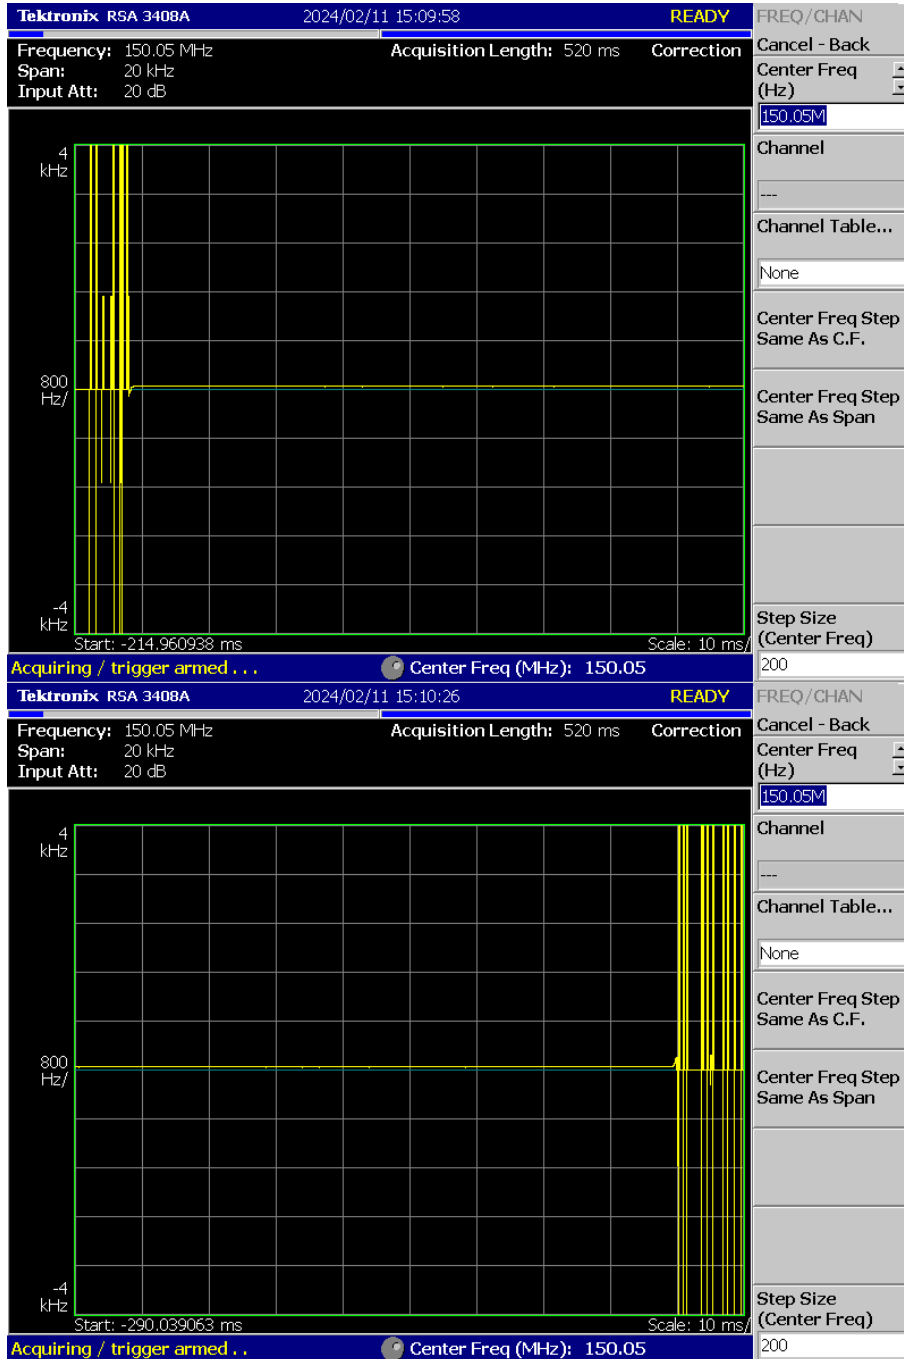 Tektronix RSA 3408A 2024/02/11 15:09:58 READY FREQ/CHAN
Frequency: 150.05 MHz Acquisition Length: 520 ms Correction
Span: 20 kHz
Input Att: 20 dB
Cancel - Back
Center Freq
(Hz)
150.05M
Channel
---
Channel Table...
None
Center Freq Step
Same As C.F.
Center Freq Step
Same As Span
Step Size
(Center Freq)
200
4
kHz
800
Hz/
-4
kHz
Start: -214.960938 ms Scale: 10 ms/
Acquiring / trigger armed . . . Center Freq (MHz): 150.05
Tektronix RSA 3408A 2024/02/11 15:10:26 READY FREQ/CHAN
Frequency: 150.05 MHz Acquisition Length: 520 ms Correction
Span: 20 kHz
Input Att: 20 dB
Cancel - Back
Center Freq
(Hz)
150.05M
Channel
---
Channel Table...
None
Center Freq Step
Same As C.F.
Center Freq Step
Same As Span
Step Size
(Center Freq)
200
4
kHz
800
Hz/
-4
kHz
Start: -290.039063 ms Scale: 10 ms/
Acquiring / trigger armed . . Center Freq (MHz): 150.05